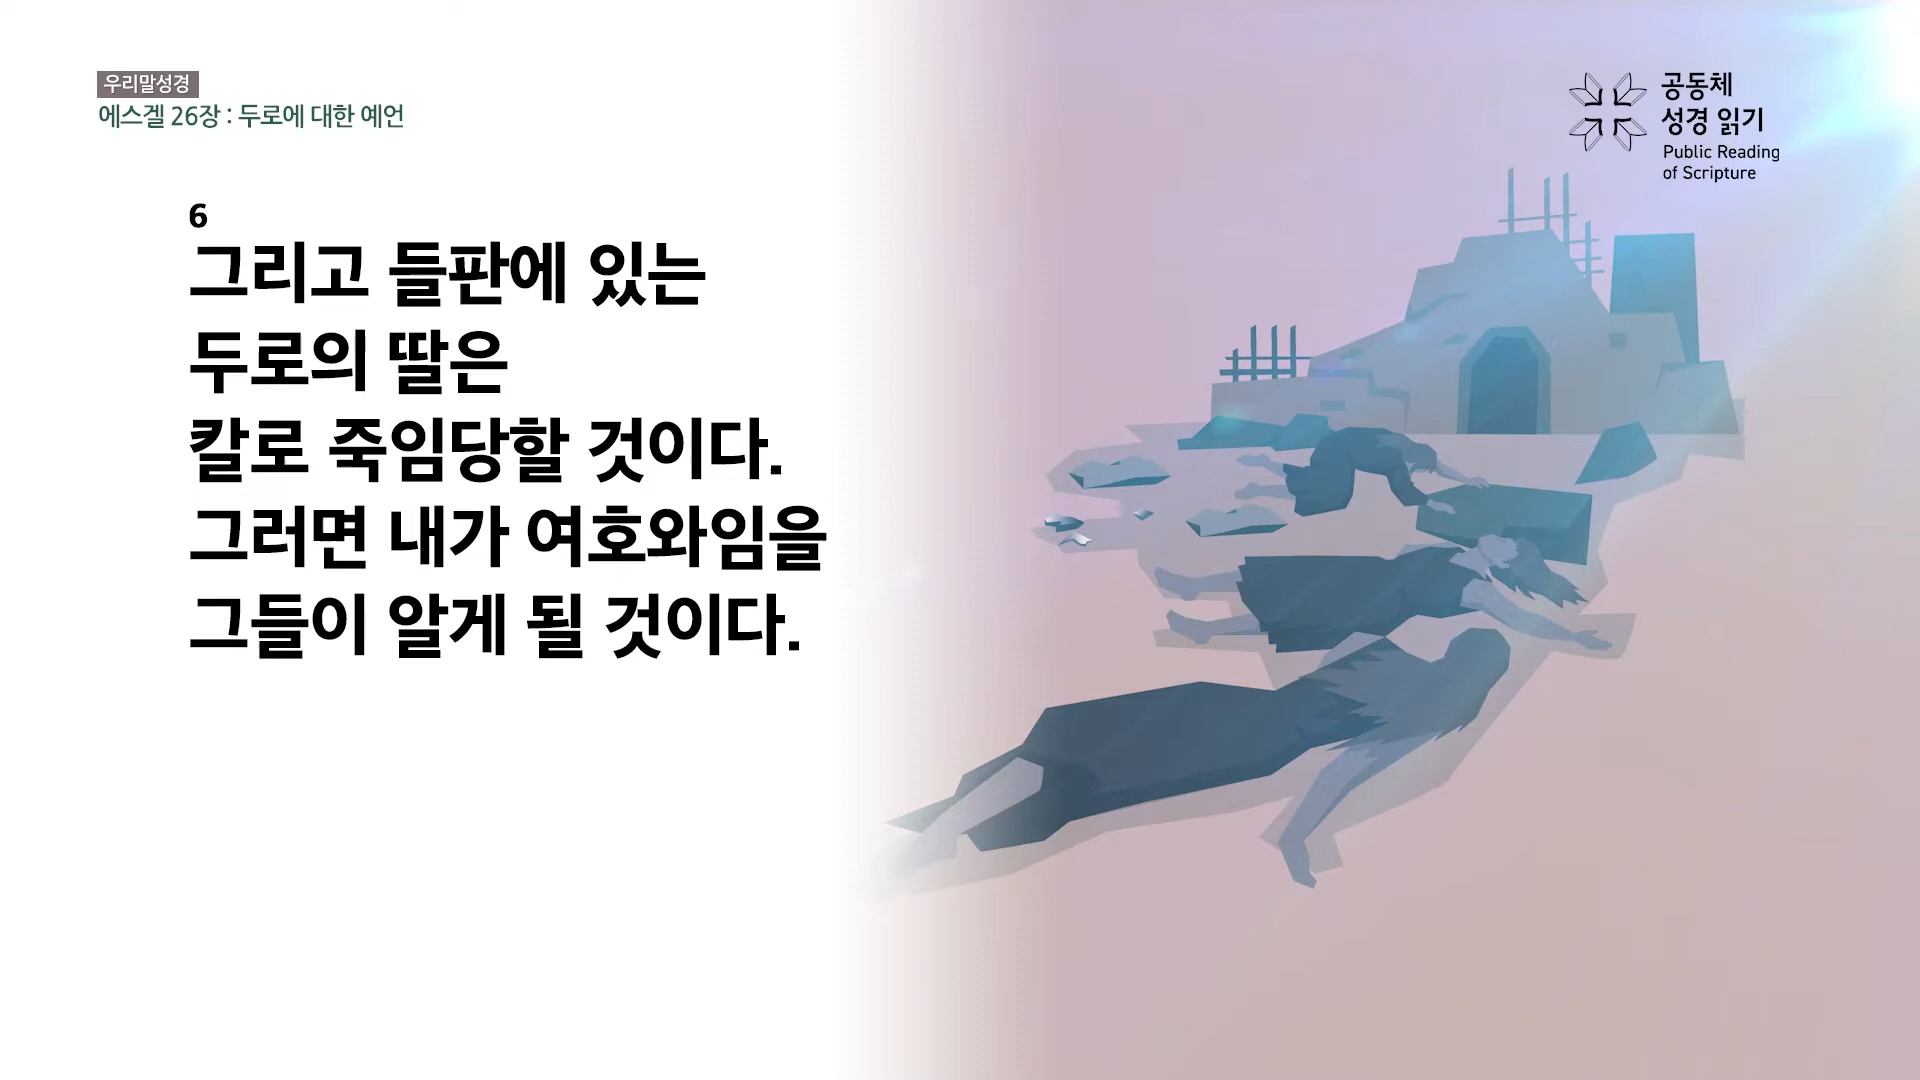 우리말성경
에스겔 26장 : 두로에 대한 예언
공동체
성경 읽기
Public Reading
of Scripture
6
그리고 들판에 있는
두로의 딸은
칼로 죽임당할 것이다.
그러면 내가 여호와임을
그들이 알게 될 것이다.